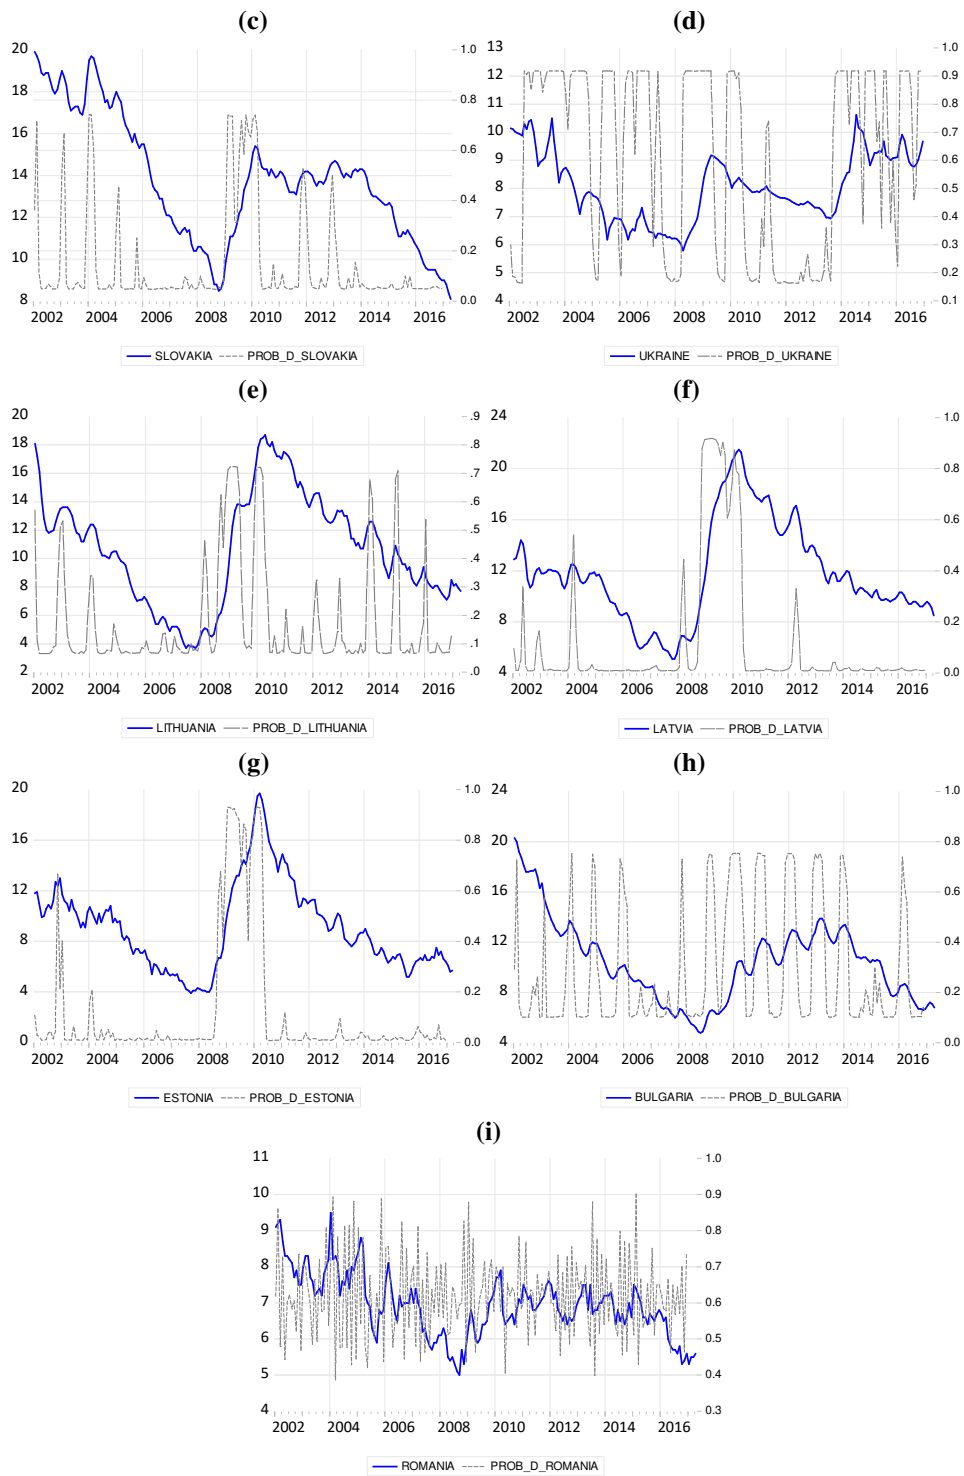 (c) (d)
20 18 16 14 12 10 8
1.0 0.8 0.6 0.4 0.2 0.0
2002 2004 2006 2008 2010 2012 2014 2016
SLOVAKIA PROB_D_SLOVAKIA
13 12 11 10 9 8 7 6 5 4
1.0 0.9 0.8 0.7 0.6 0.5 0.4 0.3 0.2 0.1
2002 2004 2006 2008 2010 2012 2014 2016
UKRAINE PROB_D_UKRAINE
(e) (f)
20 18 16 14 12 10 8 6 4 2
.9 .8 .7 .6 .5 .4 .3 .2 .1 .0
2002 2004 2006 2008 2010 2012 2014 2016
LITHUANIA PROB_D_LITHUANIA
24 20 16 12 8 4
1.0 0.8 0.6 0.4 0.2 0.0
2002 2004 2006 2008 2010 2012 2014 2016
LATVIA PROB_D_LATVIA
(g) (h)
20 16 12 8 4 0
1.0 0.8 0.6 0.4 0.2 0.0
2002 2004 2006 2008 2010 2012 2014 2016
ESTONIA PROB_D_ESTONIA
24 20 16 12 8 4
1.0 0.8 0.6 0.4 0.2 0.0
2002 2004 2006 2008 2010 2012 2014 2016
BULGARIA PROB_D_BULGARIA
(i)
11 10 9 8 7 6 5 4
1.0 0.9 0.8 0.7 0.6 0.5 0.4 0.3
2002 2004 2006 2008 2010 2012 2014 2016
ROMANIA PROB_D_ROMANIA